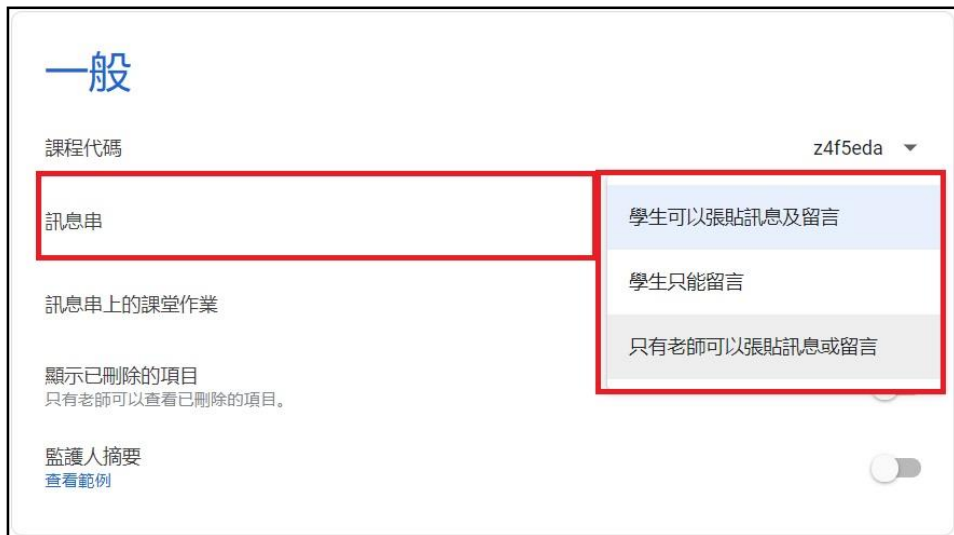 一般
課程代碼
z4f5eda
訊息串
學生可以張貼訊息及留言
學生只能留言
只有老師可以張貼訊息或留言
訊息串上的課堂作業
顯示已刪除的項目
只有老師可以查看已刪除的項目。
監護人摘要
查看範例